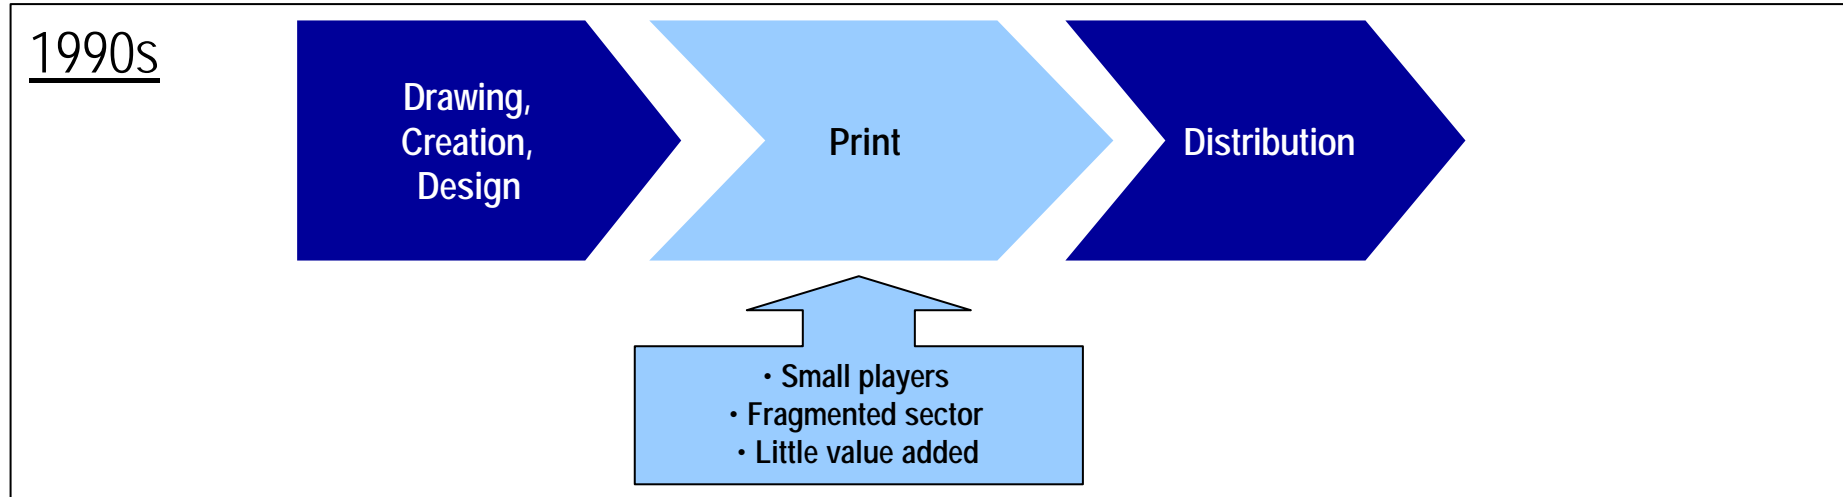 1990s
Drawing,
Creation,
Design
Print
Distribution
・Small players
・Fragmented sector
・Little value added